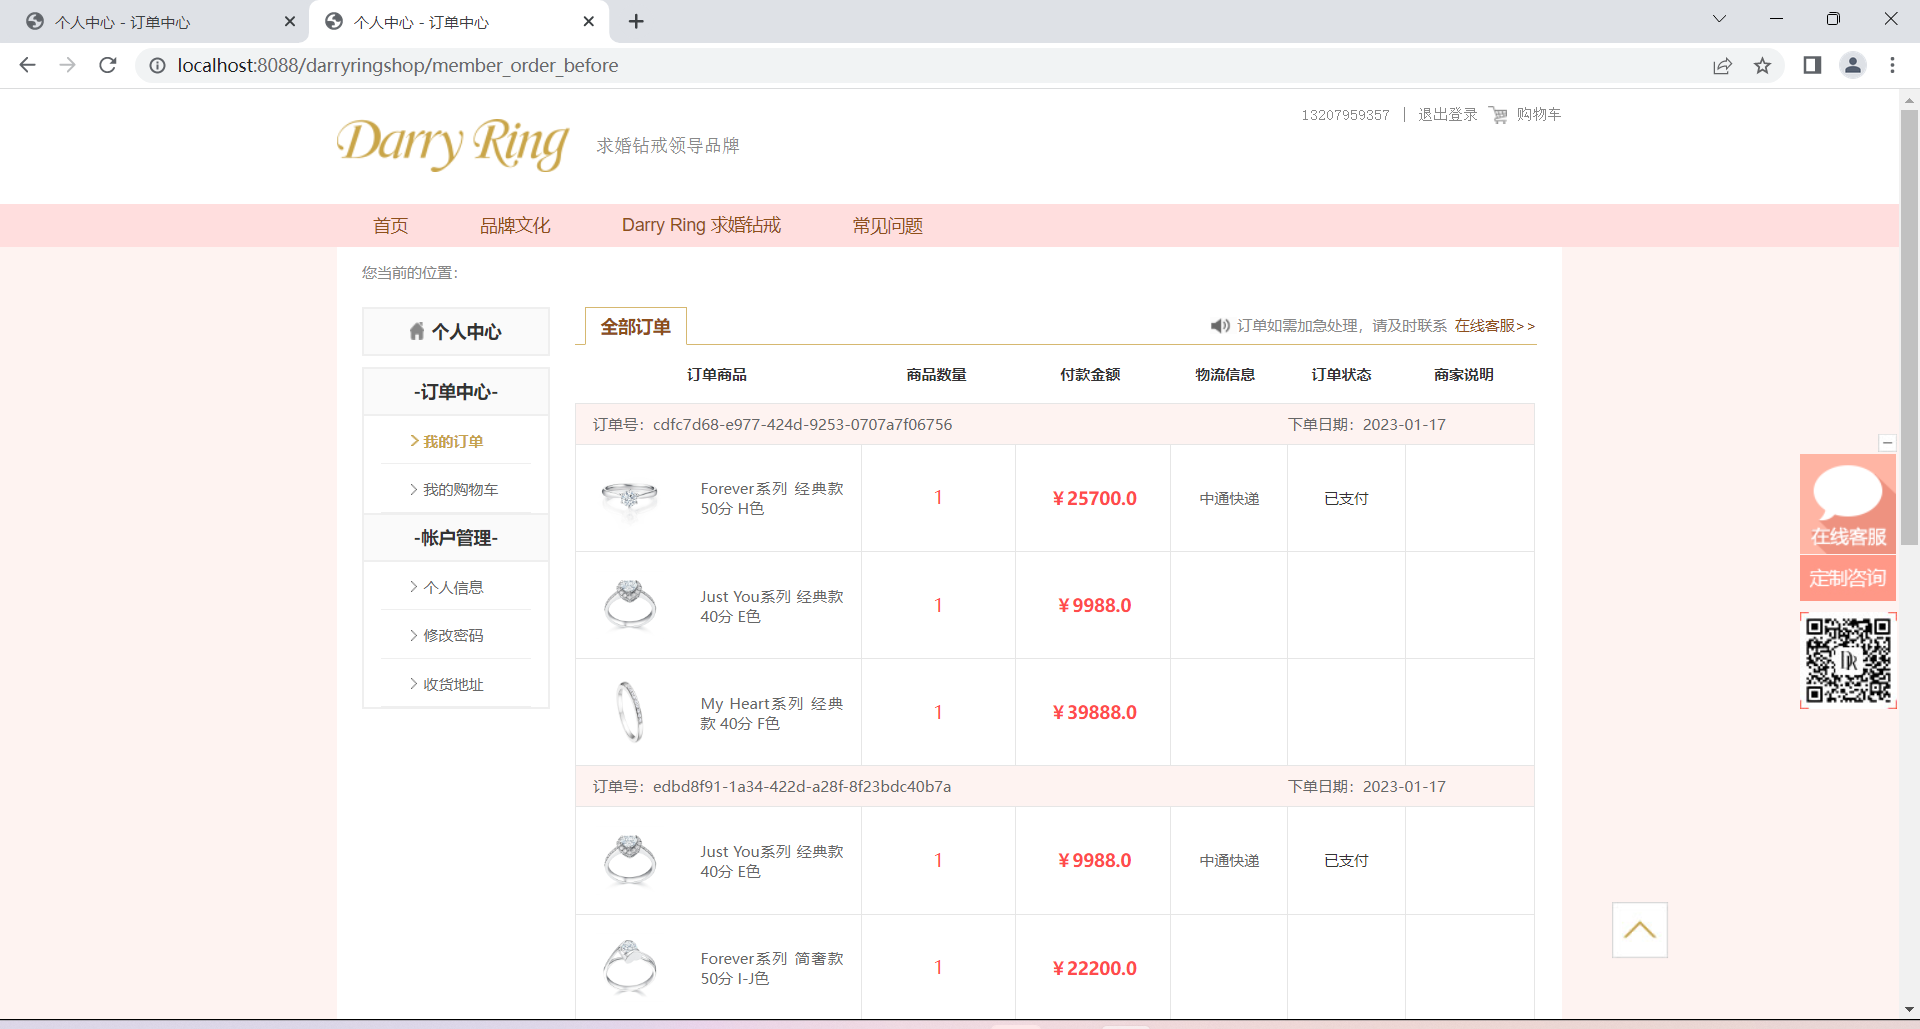 个人中心 - 订单中心
个人中心 - 订单中心
localhost:8088/darryringshop/member_order_before
13207959357 | 退出登录 购物车
Darry Ring 求婚钻戒领导品牌
首页 品牌文化 Darry Ring 求婚钻戒 常见问题
您当前的位置：
个人中心
-订单中心-
我的订单
我的购物车
-帐户管理-
个人信息
修改密码
收货地址
全部订单
订单如需加急处理，请及时联系 在线客服>>
订单商品 商品数量 付款金额 物流信息 订单状态 商家说明
订单号：cdfc7d68-e977-424d-9253-0707a7f06756 下单日期：2023-01-17
Forever系列 经典款
50分 H色
1 ￥25700.0 中通快递 已支付
Just You系列 经典款
40分 E色
1 ￥9988.0
My Heart系列 经典
款 40分 F色
1 ￥39888.0
订单号：edbd8f91-1a34-422d-a28f-8f23bdc40b7a 下单日期：2023-01-17
Just You系列 经典款
40分 E色
1 ￥9988.0 中通快递 已支付
Forever系列 简奢款
50分 I-J色
1 ￥22200.0
在线客服
定制咨询
DR